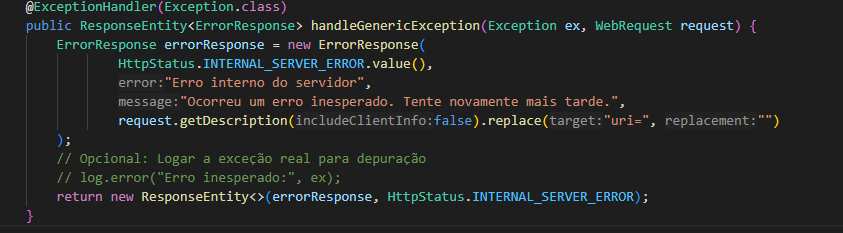 @ExceptionHandler(Exception.class)
public ResponseEntity<ErrorResponse> handleGenericException(Exception ex, WebRequest request) {
ErrorResponse errorResponse = new ErrorResponse(
HttpStatus.INTERNAL_SERVER_ERROR.value(),
error:"Erro interno do servidor",
message:"Ocorreu um erro inesperado. Tente novamente mais tarde.",
request.getDescription(includeClientInfo:false).replace(target:"uri=", replacement:"")
);
// Opcional: Logar a exceção real para depuração
// log.error("Erro inesperado:", ex);
return new ResponseEntity<>(errorResponse, HttpStatus.INTERNAL_SERVER_ERROR);
}